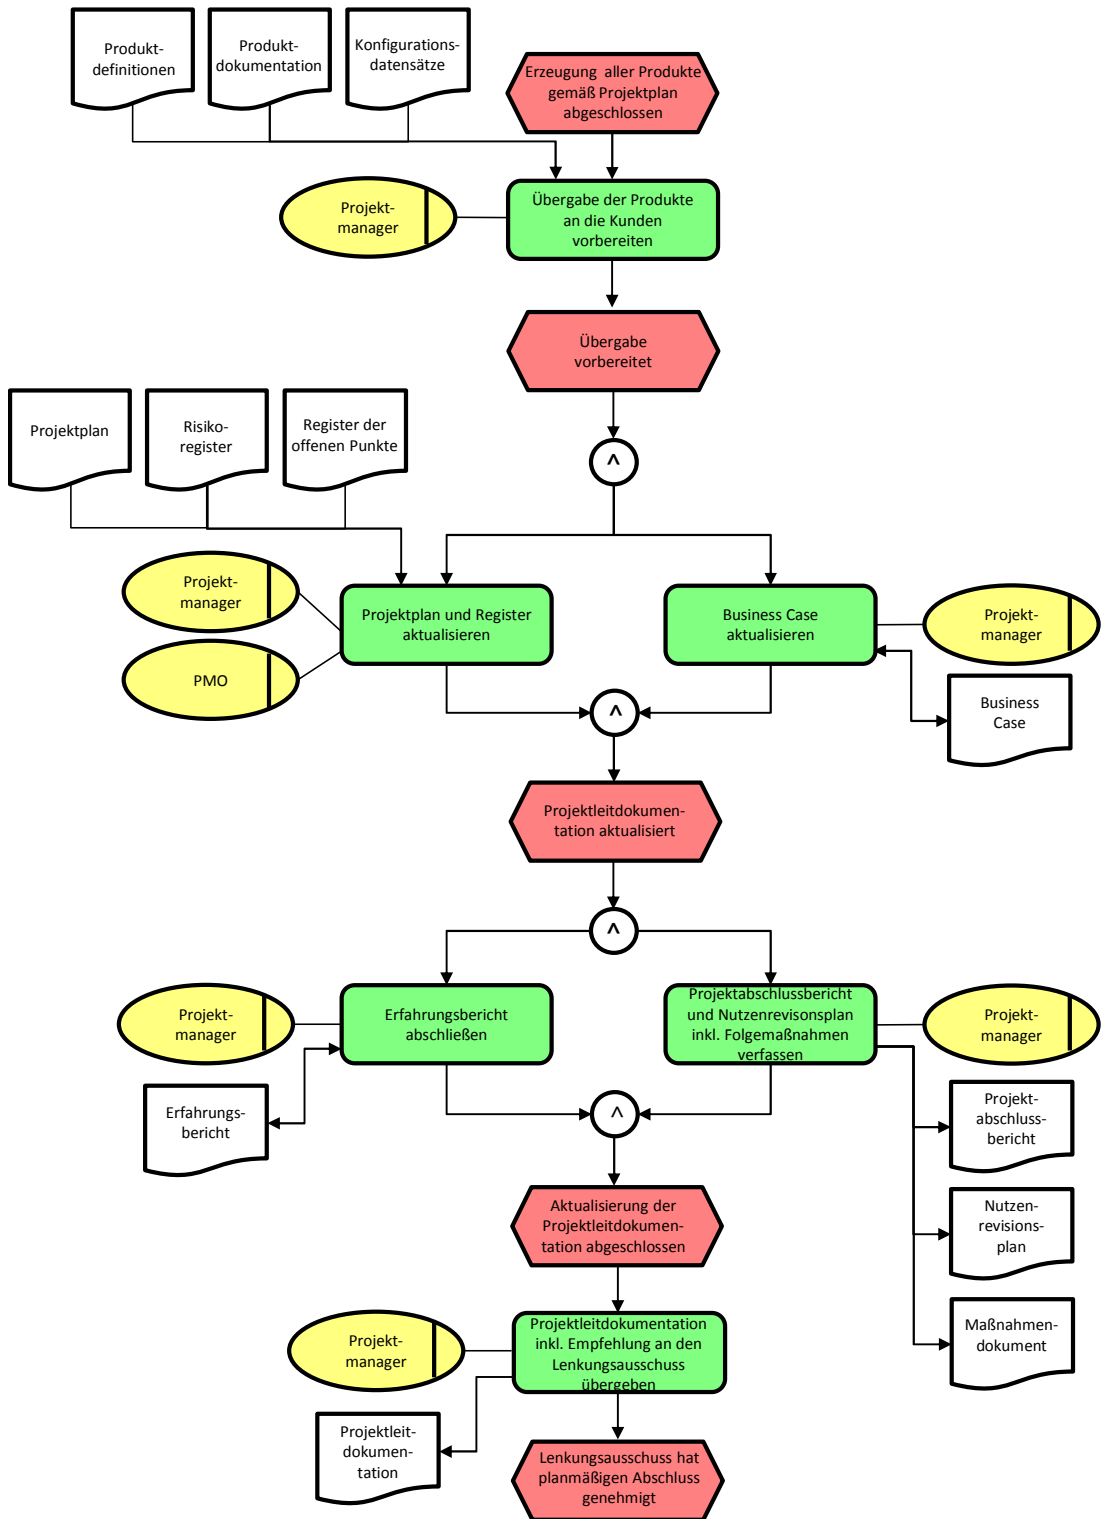 Produkt-
definitionen
Produkt-
dokumentation
Konfigurations-
datensätze
Erzeugung aller Produkte
gemäß Projektplan
abgeschlossen
Projekt-
manager
Übergabe der Produkte
an die Kunden
vorbereiten
Übergabe
vorbereitet
Projektplan
Risiko-
register
Register der
offenen Punkte
^
Projekt-
manager
PMO
Projektplan und Register
aktualisieren
Business Case
aktualisieren
Projekt-
manager
Business
Case
^
Projektleitdokumen-
tation aktualisiert
^
Projekt-
manager
Erfahrungsbericht
abschließen
Projektabschlussbericht
und Nutzenrevisonsplan
inkl. Folgemaßnahmen
verfassen
Projekt-
manager
Erfahrungs-
bericht
^
Projekt-
abschluss-
bericht
Aktualisierung der
Projektleitdokumen-
tation abgeschlossen
Nutzen-
revisions-
plan
Projekt-
manager
Projektleitdokumentation
inkl. Empfehlung an den
Lenkungsausschuss
übergeben
Maßnahmen-
dokument
Projektleit-
dokumen-
tation
Lenkungsausschuss hat
planmäßigen Abschluss
genehmigt